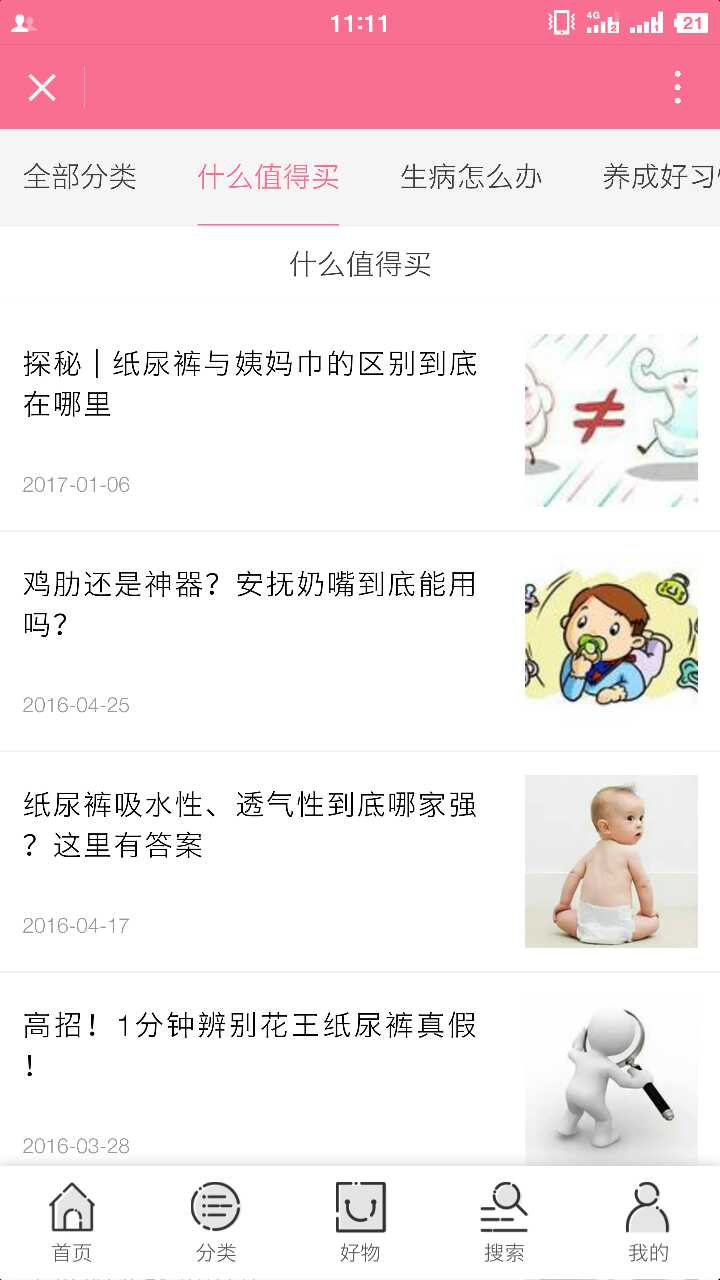 11:11
4G
2
21
全部分类
什么值得买
生病怎么办
养成好习
什么值得买
探秘｜纸尿裤与姨妈巾的区别到底
在哪里
2017-01-06
鸡肋还是神器？安抚奶嘴到底能用
吗？
2016-04-25
纸尿裤吸水性、透气性到底哪家强
？这里有答案
2016-04-17
高招！1分钟辨别花王纸尿裤真假
！
2016-03-28
首页
分类
好物
搜索
我的